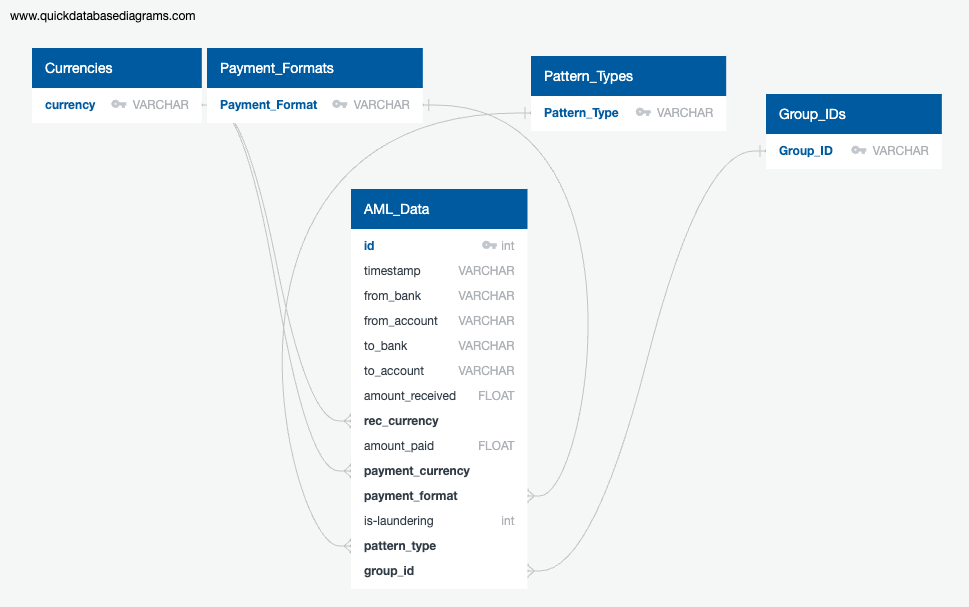 www.quickdatabasediagrams.com
Currencies
currency VARCHAR
Payment_Formats
Payment_Format VARCHAR
Pattern_Types
Pattern_Type VARCHAR
Group_IDs
Group_ID VARCHAR
AML_Data
id int
timestamp VARCHAR
from_bank VARCHAR
from_account VARCHAR
to_bank VARCHAR
to_account VARCHAR
amount_received FLOAT
rec_currency
amount_paid FLOAT
payment_currency
payment_format
is-laundering int
pattern_type
group_id